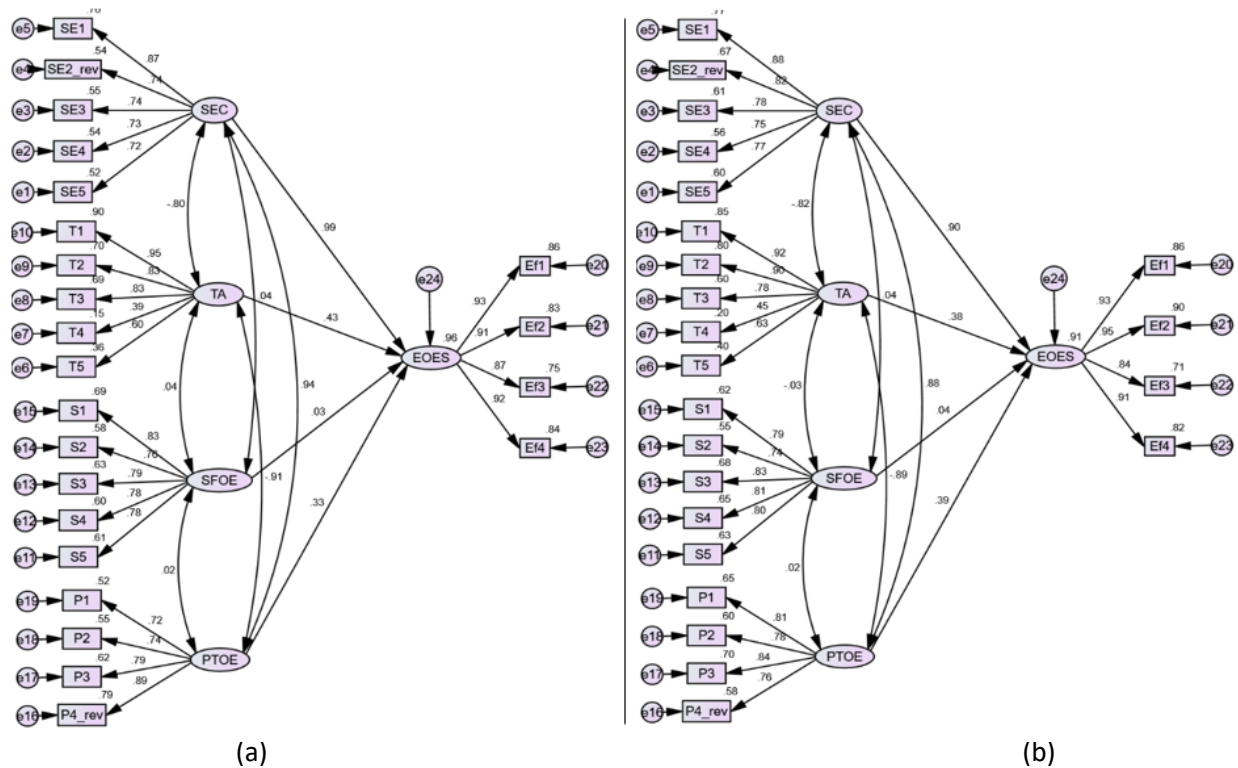 e5
SE1
.87
.54
e4
SE2_rev
.74
.55
e3
SE3
.74
SEC
.54
.73
e2
SE4
.72
.52
e1
SE5
-.80
.99
.90
e10
T1
.95
.70
e9
T2
.83
.69
e8
T3
.83
TA
.04
.15
.39
e7
T4
.60
.36
e6
T5
.43
e24
.96
EOES
.86
Ef1
e20
.93
.83
Ef2
e21
.91
.75
Ef3
e22
.87
.84
Ef4
e23
.92
.04
.94
.03
.69
e15
S1
.83
.58
e14
S2
.76
.63
e13
S3
.79
SFOE
-.91
.60
.78
e12
S4
.78
.61
e11
S5
.33
.02
.52
e19
P1
.72
.55
e18
P2
.74
.62
.79
PTOE
e17
P3
.89
.79
e16
P4_rev
(a)
e5
SE1
.88
.67
e4
SE2_rev
.82
.61
e3
SE3
.78
SEC
.56
.75
e2
SE4
.77
.60
e1
SE5
-.82
.90
.85
e10
T1
.92
.80
e9
T2
.90
.60
e8
T3
.78
TA
.04
.20
.45
e7
T4
.63
.40
e6
T5
.38
e24
.91
EOES
.86
Ef1
e20
.93
.90
Ef2
e21
.95
.71
Ef3
e22
.84
.82
Ef4
e23
.91
-.03
.88
.04
.62
e15
S1
.79
.55
e14
S2
.74
.68
e13
S3
.83
SFOE
-.89
.65
.81
e12
S4
.80
.63
e11
S5
.39
.02
.65
e19
P1
.81
.60
e18
P2
.78
.70
.84
PTOE
e17
P3
.76
.58
e16
P4_rev
(b)